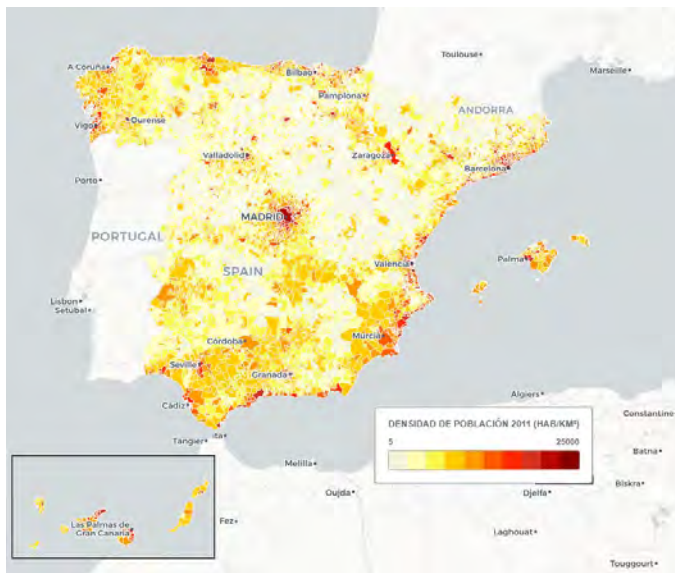 Toulouse
A Coruña
Bilbao
Marseille
Pamplona
ANDORRA
Vigo
Ourense
Valladolid
Zaragoza
Barcelona
Porto
MADRID
PORTUGAL
SPAIN
Valencia
Palma
Lisbon
Setubal
Córdoba
Murcia
Seville
Granada
Cádiz
Algiers
Constantine
DENSIDAD DE POBLACIÓN 2011 (HAB/KM²)
5 25000
Tangier
Melilla
Batna
Biskra
Oujda
Djelfa
Las Palmas de
Gran Canaria
Fez
Laghouat
Touggourt